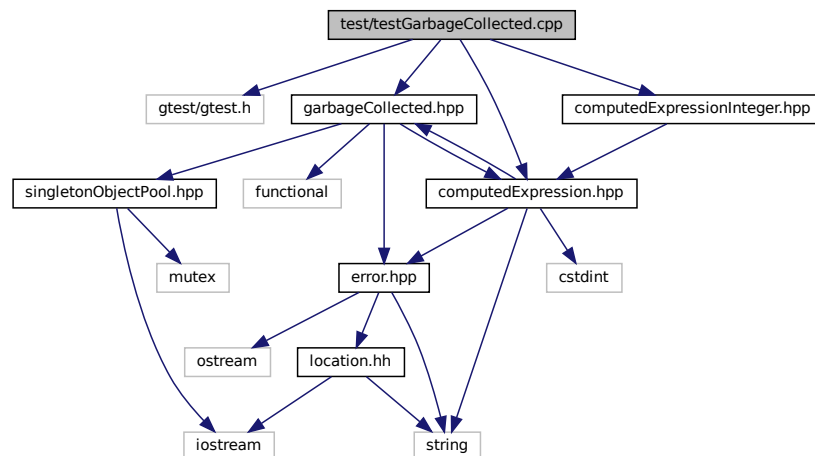 test/testGarbageCollected.cpp
gtest/gtest.h
garbageCollected.hpp
computedExpressionInteger.hpp
singletonObjectPool.hpp
functional
computedExpression.hpp
mutex
error.hpp
cstdint
ostream
location.hh
iostream
string